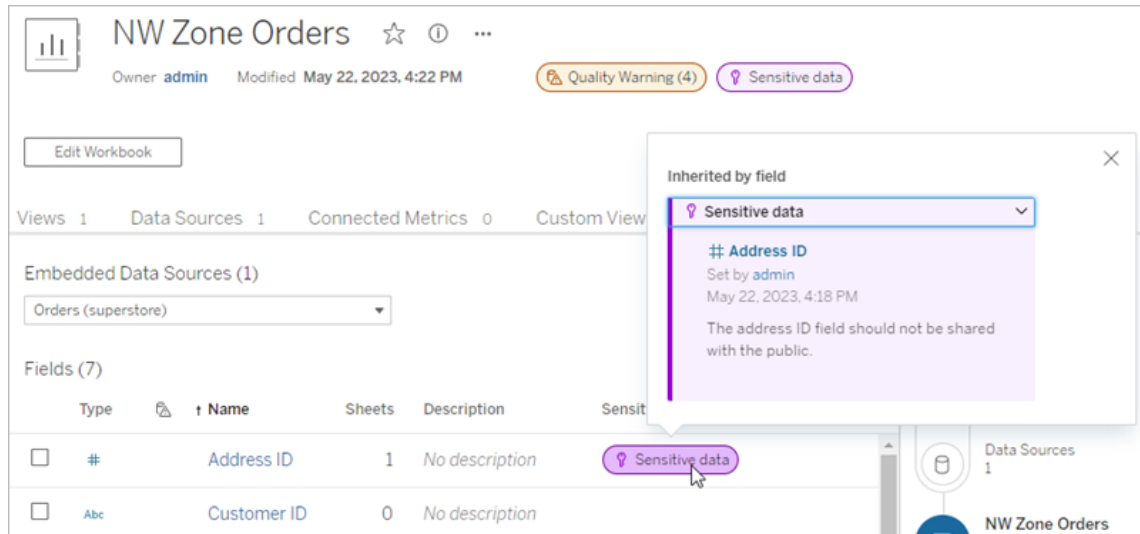 NW Zone Orders
Owner admin Modified May 22, 2023, 4:22 PM
Quality Warning (4) Sensitive data
Edit Workbook
Views 1 Data Sources 1 Connected Metrics 0 Custom View
Inherited by field
Sensitive data
# Address ID
Set by admin
May 22, 2023, 4:18 PM
The address ID field should not be shared
with the public.
Embedded Data Sources (1)
Orders (superstore)
Fields (7)
Type ↑ Name Sheets Description Sensit
# Address ID 1 No description Sensitive data
Abc Customer ID 0 No description
Data Sources
1
NW Zone Orders